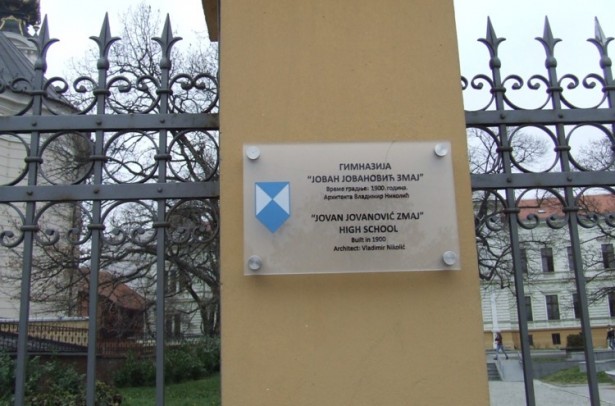 ГИМНАЗИЈА
"ЈОВАН ЈОВАНОВИЋ ЗМАЈ"
Време градње: 1900. година
Архитекта Владимир Николић
"JOVAN JOVANOVIĆ ZMAJ"
HIGH SCHOOL
Built in 1900
Architect: Vladimir Nikolić